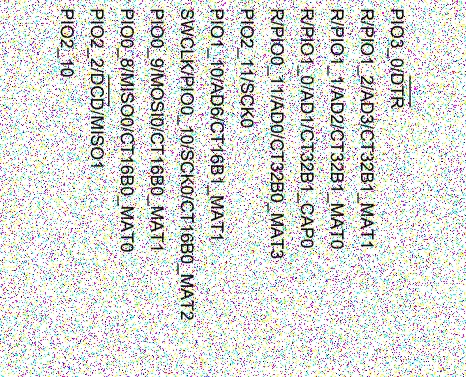 PIO3_0/DTR
R/PIO1_2/AD3/CT32B1_MAT1
R/PIO1_1/AD2/CT32B1_MAT0
R/PIO1_0/AD1/CT32B1_CAP0
R/PIO0_11/AD0/CT32B0_MAT3
PIO2_11/SCK0
PIO1_10/AD6/CT16B1_MAT1
SWCLK/PIO0_10/SCK0/CT16B0_MAT2
PIO0_9/MOSI0/CT16B0_MAT1
PIO0_8/MISO0/CT16B0_MAT0
PIO2_2/DCD/MISO1
PIO2_10